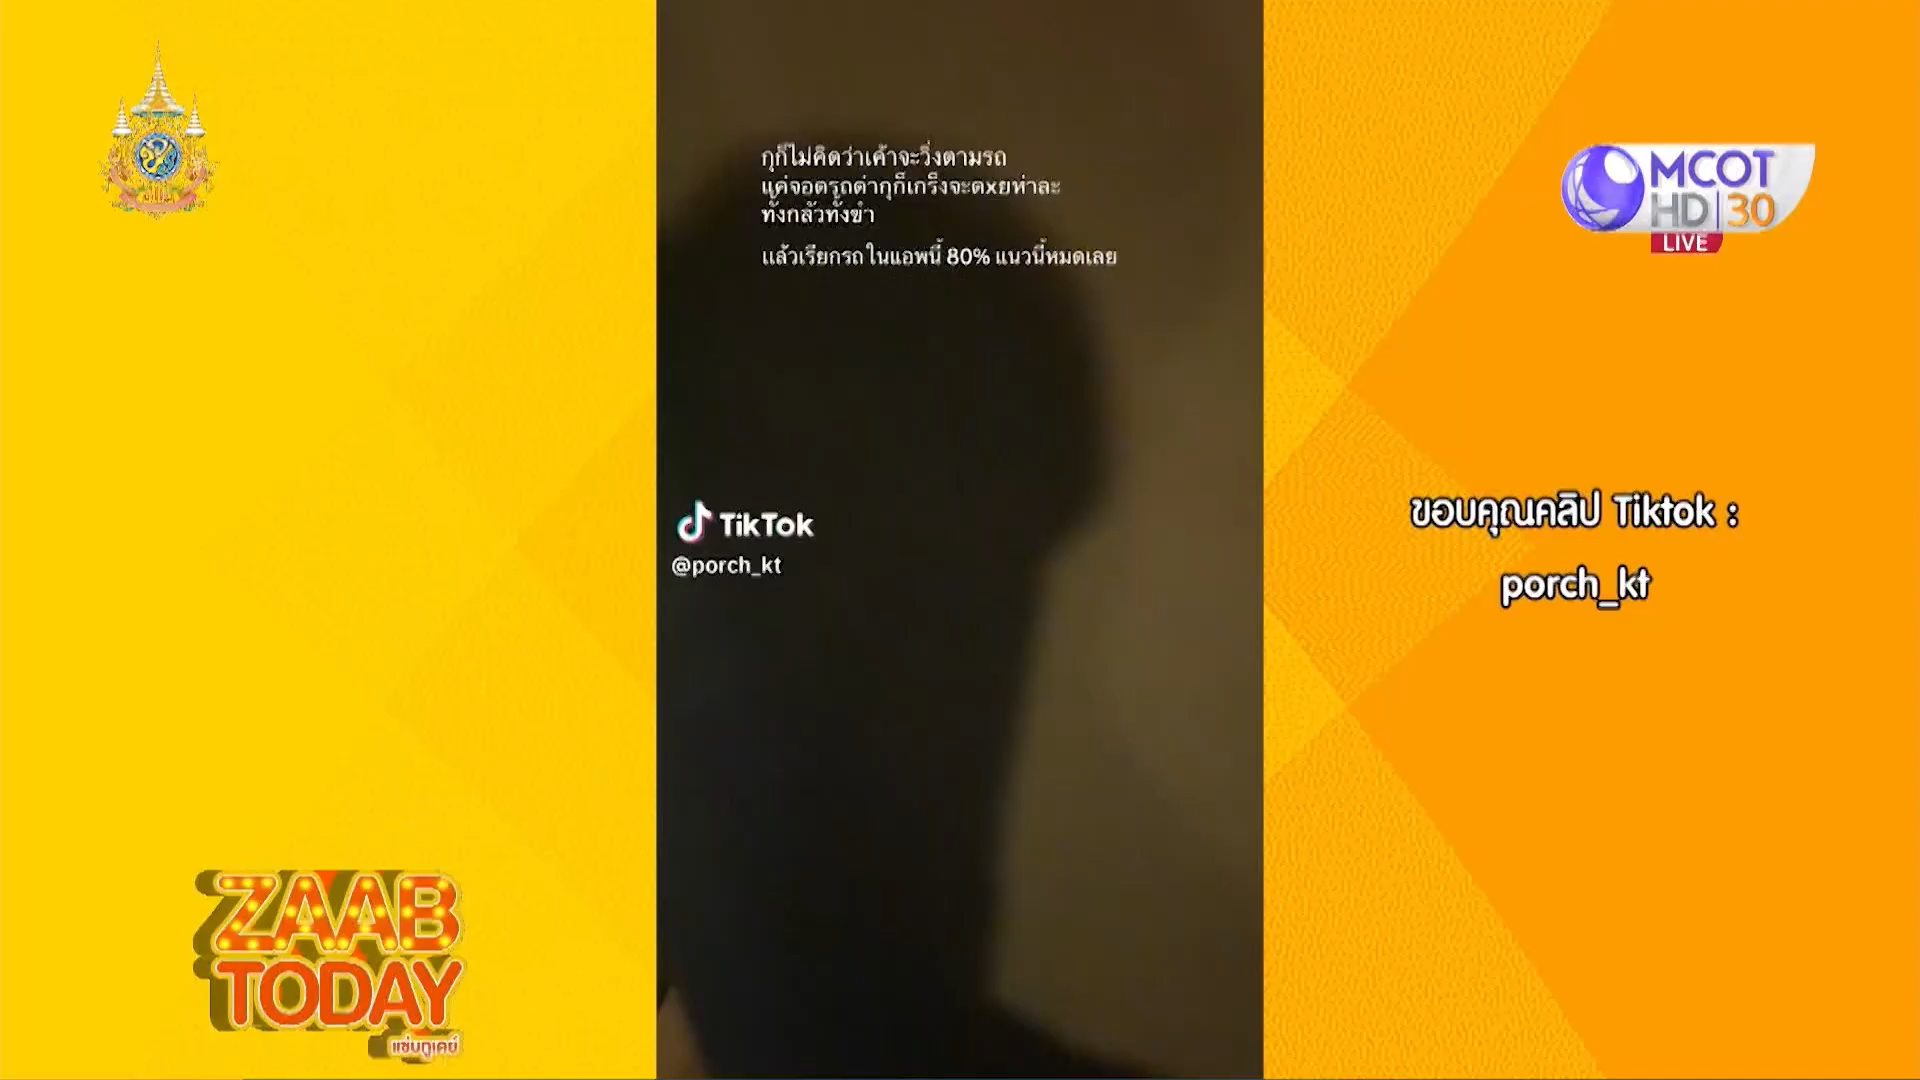 กุก็ไม่คิดว่าเค้าจะวิ่งตามรถ
แค่จอดรถด่ากุก็เกร็งจะตxยห่าละ
ทั้งกลัวทั้งขำ
แล้วเรียกรถในแอพนี้ 80% แนวนี้หมดเลย
MCOT
HD 30
LIVE
TikTok
@porch_kt
ขอบคุณคลิป Tiktok :
porch_kt
ZAAB
TODAY
แซ่บทูเดย์